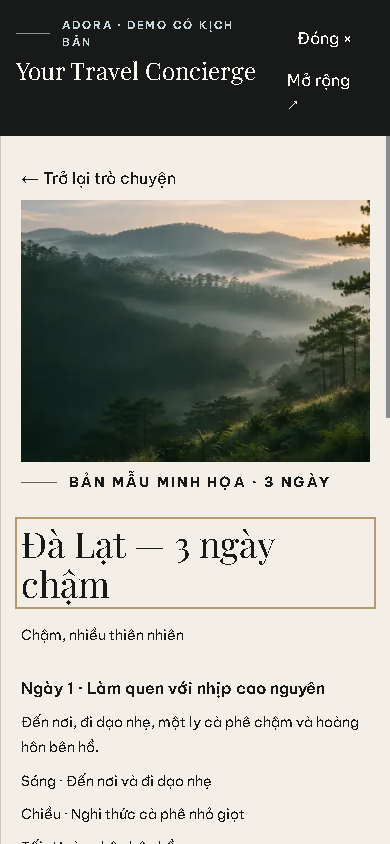 ADORA · DEMO CÓ KỊCH
BẢN
Your Travel Concierge
Đóng ×
Mở rộng
↗
← Trở lại trò chuyện
BẢN MẪU MINH HỌA · 3 NGÀY
Đà Lạt — 3 ngày
chậm
Chậm, nhiều thiên nhiên
Ngày 1 · Làm quen với nhịp cao nguyên
Đến nơi, đi dạo nhẹ, một ly cà phê chậm và hoàng
hôn bên hồ.
Sáng · Đến nơi và đi dạo nhẹ
Chiều · Nghi thức cà phê nhỏ giọt